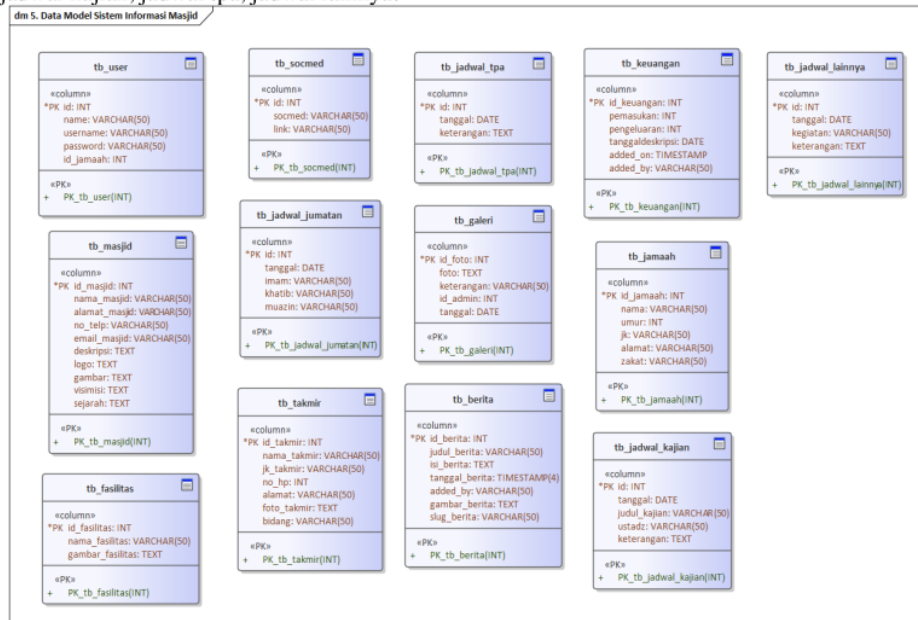 dm 5. Data Model Sistem Informasi Masjid
tb_user
«column»
*PK id: INT
name: VARCHAR(50)
username: VARCHAR(50)
password: VARCHAR(50)
id_jamaah: INT
«PK»
+ PK_tb_user(INT)
tb_socmed
«column»
*PK id: INT
socmed: VARCHAR(50)
link: VARCHAR(50)
«PK»
+ PK_tb_socmed(INT)
tb_jadwal_tpa
«column»
*PK id: INT
tanggal: DATE
keterangan: TEXT
«PK»
+ PK_tb_jadwal_tpa(INT)
tb_keuangan
«column»
*PK id_keuangan: INT
pemasukan: INT
pengeluaran: INT
tanggaldeskripsi: DATE
added_on: TIMESTAMP
added_by: VARCHAR(50)
«PK»
+ PK_tb_keuangan(INT)
tb_jadwal_lainnya
«column»
*PK id: INT
tanggal: DATE
kegiatan: VARCHAR(50)
keterangan: TEXT
«PK»
+ PK_tb_jadwal_lainnya(INT)
tb_masjid
«column»
*PK id_masjid: INT
nama_masjid: VARCHAR(50)
alamat_masjid: VARCHAR(50)
no_telp: VARCHAR(50)
email_masjid: VARCHAR(50)
deskripsi: TEXT
logo: TEXT
gambar: TEXT
visimisi: TEXT
sejarah: TEXT
«PK»
+ PK_tb_masjid(INT)
tb_jadwal_jumatan
«column»
*PK id: INT
tanggal: DATE
imam: VARCHAR(50)
khatib: VARCHAR(50)
muazin: VARCHAR(50)
«PK»
+ PK_tb_jadwal_jumatan(INT)
tb_galeri
«column»
*PK id_foto: INT
foto: TEXT
keterangan: VARCHAR(50)
id_admin: INT
tanggal: DATE
«PK»
+ PK_tb_galeri(INT)
tb_jamaah
«column»
*PK id_jamaah: INT
nama: VARCHAR(50)
umur: INT
jk: VARCHAR(50)
alamat: VARCHAR(50)
zakat: VARCHAR(50)
«PK»
+ PK_tb_jamaah(INT)
tb_fasilitas
«column»
*PK id_fasilitas: INT
nama_fasilitas: VARCHAR(50)
gambar_fasilitas: TEXT
«PK»
+ PK_tb_fasilitas(INT)
tb_takmir
«column»
*PK id_takmir: INT
nama_takmir: VARCHAR(50)
jk_takmir: VARCHAR(50)
no_hp: INT
alamat: VARCHAR(50)
foto_takmir: TEXT
bidang: VARCHAR(50)
«PK»
+ PK_tb_takmir(INT)
tb_berita
«column»
*PK id_berita: INT
judul_berita: VARCHAR(50)
isi_berita: TEXT
tanggal_berita: TIMESTAMP(4)
added_by: VARCHAR(50)
gambar_berita: TEXT
slug_berita: VARCHAR(50)
«PK»
+ PK_tb_berita(INT)
tb_jadwal_kajian
«column»
*PK id: INT
tanggal: DATE
judul_kajian: VARCHAR(50)
ustadz: VARCHAR(50)
keterangan: TEXT
«PK»
+ PK_tb_jadwal_kajian(INT)